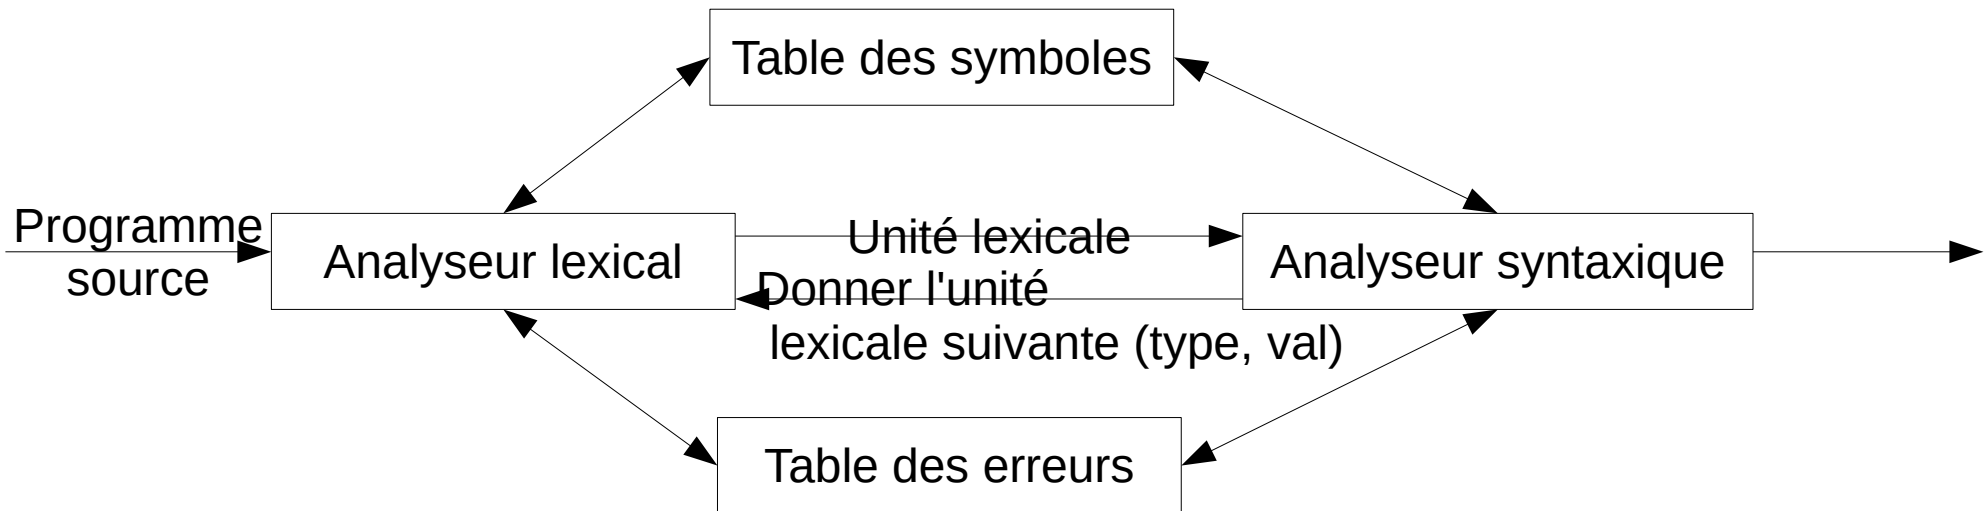 Table des symboles
Programme
source
Analyseur lexical
Unité lexicale
Donner l'unité
lexicale suivante (type, val)
Analyseur syntaxique
Table des erreurs